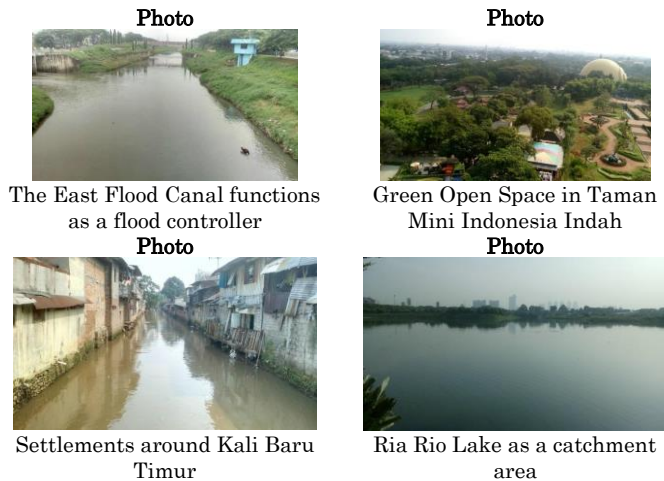 Photo
The East Flood Canal functions
as a flood controller
Photo
Green Open Space in Taman
Mini Indonesia Indah
Photo
Settlements around Kali Baru
Timur
Photo
Ria Rio Lake as a catchment
area